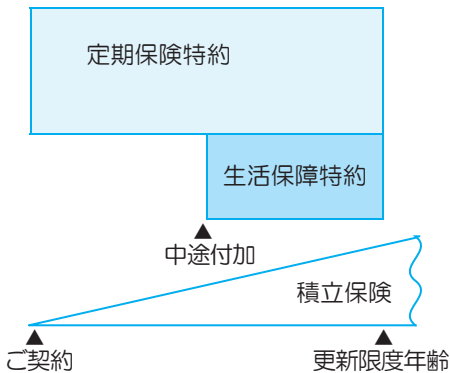 定期保険特約
生活保障特約
中途付加
積立保険
ご契約
更新限度年齢